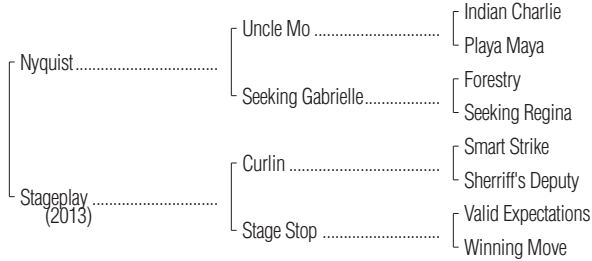 Indian Charlie
Uncle Mo
Playa Maya
Nyquist
Forestry
Seeking Gabrielle
Seeking Regina
Smart Strike
Curlin
Sherriff's Deputy
Stageplay
(2013)
Valid Expectations
Stage Stop
Winning Move